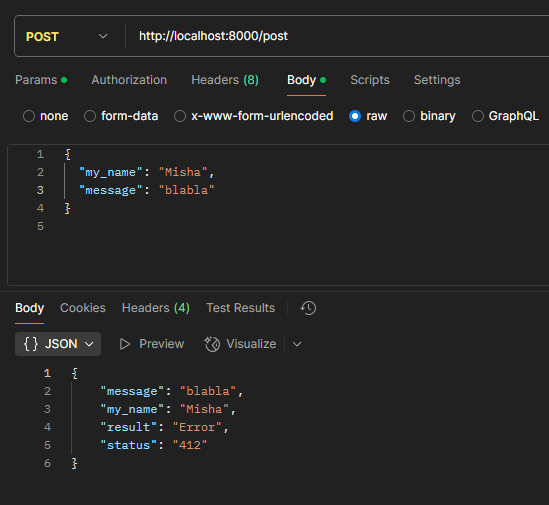 POST http://localhost:8000/post
Params Authorization Headers (8) Body Scripts Settings
none form-data x-www-form-urlencoded raw binary GraphQL
1 {
2 "my_name": "Misha",
3 "message": "blabla"
4 }
5
Body Cookies Headers (4) Test Results
{} JSON Preview Visualize
1 {
2 "message": "blabla",
3 "my_name": "Misha",
4 "result": "Error",
5 "status": "412"
6 }